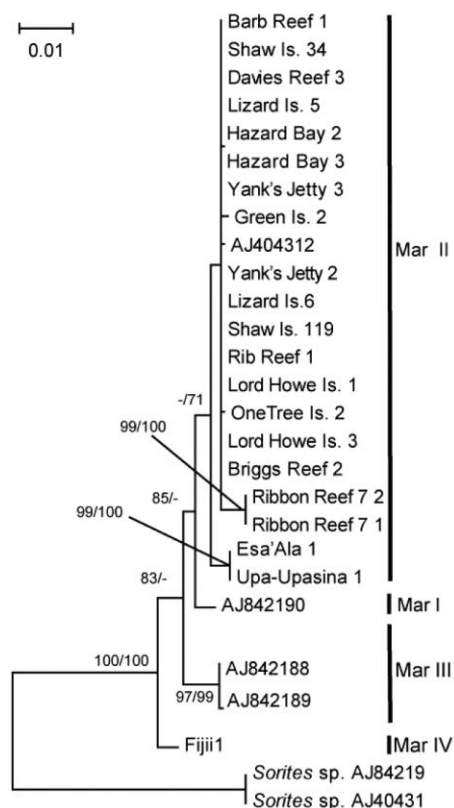 Barb Reef 1
0.01
Shaw Is. 34
Davies Reef 3
Lizard Is. 5
Hazard Bay 2
Hazard Bay 3
Yank's Jetty 3
Green Is. 2
AJ404312
Mar II
Yank's Jetty 2
Lizard Is.6
Shaw Is. 119
Rib Reef 1
Lord Howe Is. 1
-/71
OneTree Is. 2
99/100
Lord Howe Is. 3
Briggs Reef 2
85/-
Ribbon Reef 7 2
99/100
Ribbon Reef 7 1
Esa'Ala 1
83/-
Upa-Upasina 1
AJ842190
Mar I
100/100
AJ842188
Mar III
97/99
AJ842189
Fijii1
Mar IV
Sorites sp. AJ84219
Sorites sp. AJ40431